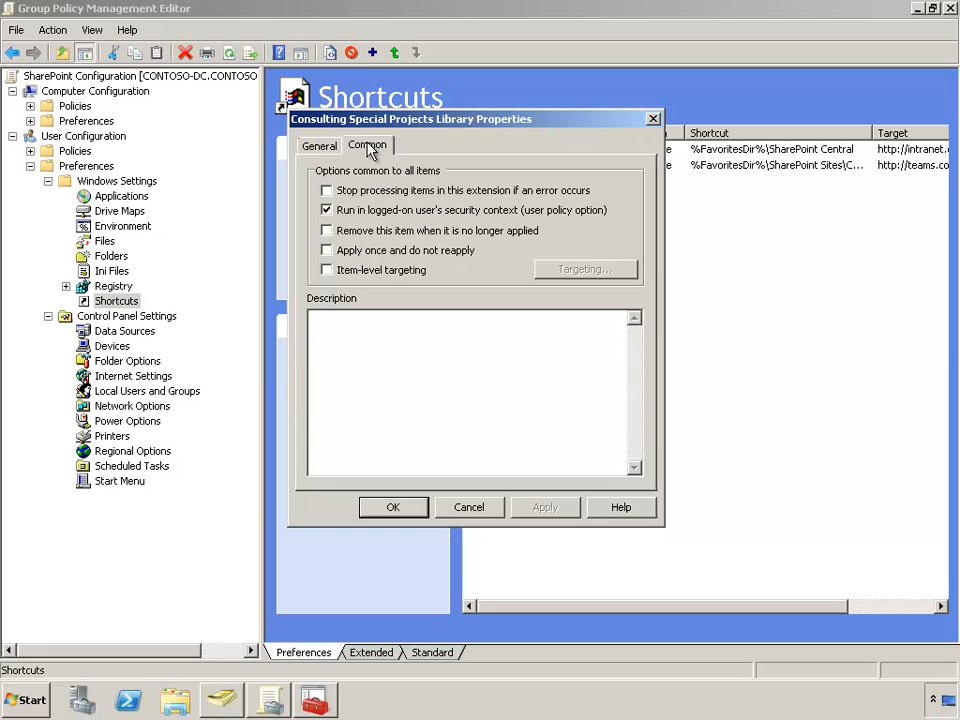 Group Policy Management Editor
File Action View Help
SharePoint Configuration [CONTOSO-DC.CONTOSO
Computer Configuration
Policies
Preferences
User Configuration
Policies
Preferences
Windows Settings
Applications
Drive Maps
Environment
Files
Folders
Ini Files
Registry
Shortcuts
Control Panel Settings
Data Sources
Devices
Folder Options
Internet Settings
Local Users and Groups
Network Options
Power Options
Printers
Regional Options
Scheduled Tasks
Start Menu
Shortcuts
Shortcut Target
%FavoritesDir%\SharePoint Central http://intranet.
%FavoritesDir%\SharePoint Sites\C... http://teams.co
Consulting Special Projects Library Properties
General Common
Options common to all items
Stop processing items in this extension if an error occurs
Run in logged-on user's security context (user policy option)
Remove this item when it is no longer applied
Apply once and do not reapply
Item-level targeting Targeting...
Description
OK Cancel Apply Help
Preferences Extended Standard
Shortcuts
Start